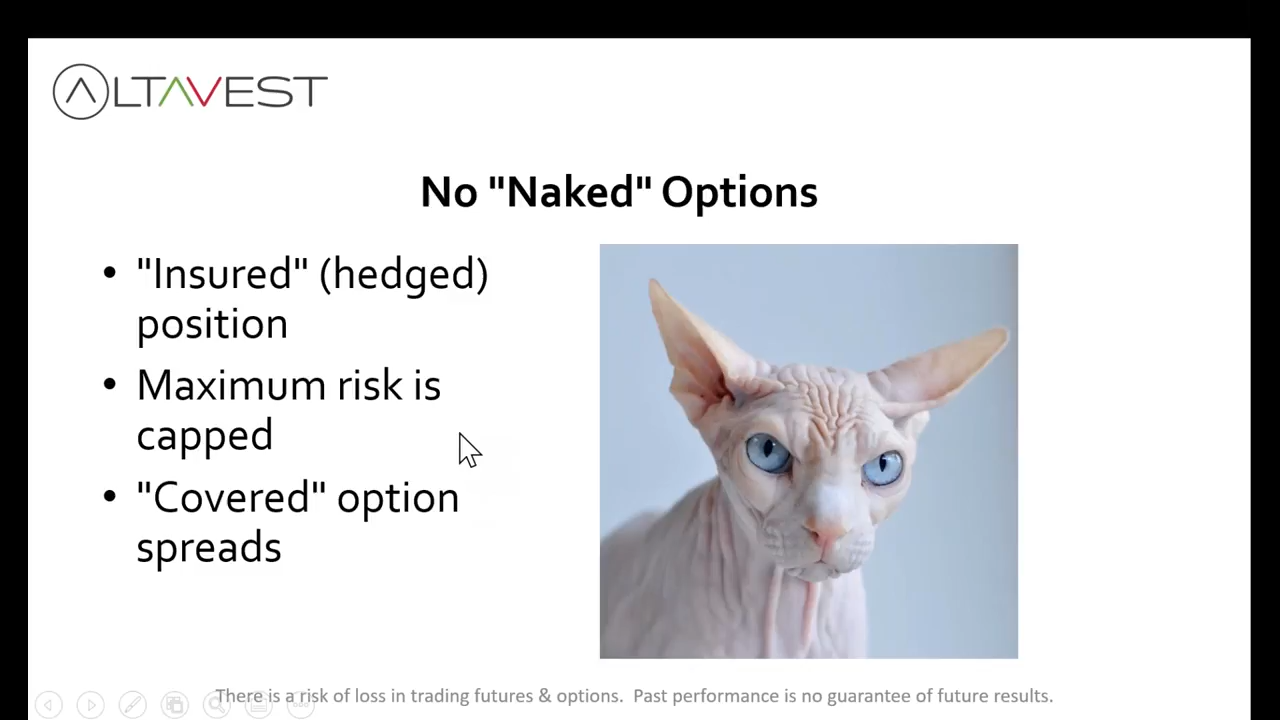 ALTAVEST
No "Naked" Options
• "Insured" (hedged)
position
• Maximum risk is
capped
• "Covered" option
spreads
There is a risk of loss in trading futures & options.  Past performance is no guarantee of future results.